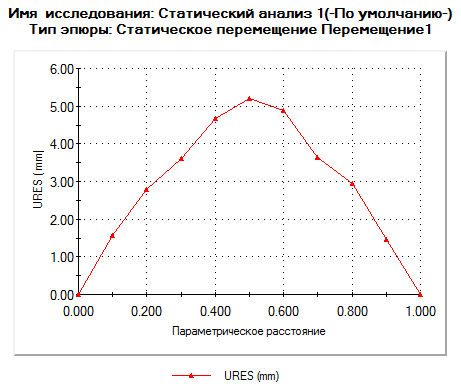 Имя исследования: Статический анализ 1(-По умолчанию-)
Тип эпюры: Статическое перемещение Перемещение1
6.00
5.00
4.00
3.00
2.00
1.00
0.00
URES (mm)
0.000 0.200 0.400 0.600 0.800 1.000
Параметрическое расстояние
URES (mm)